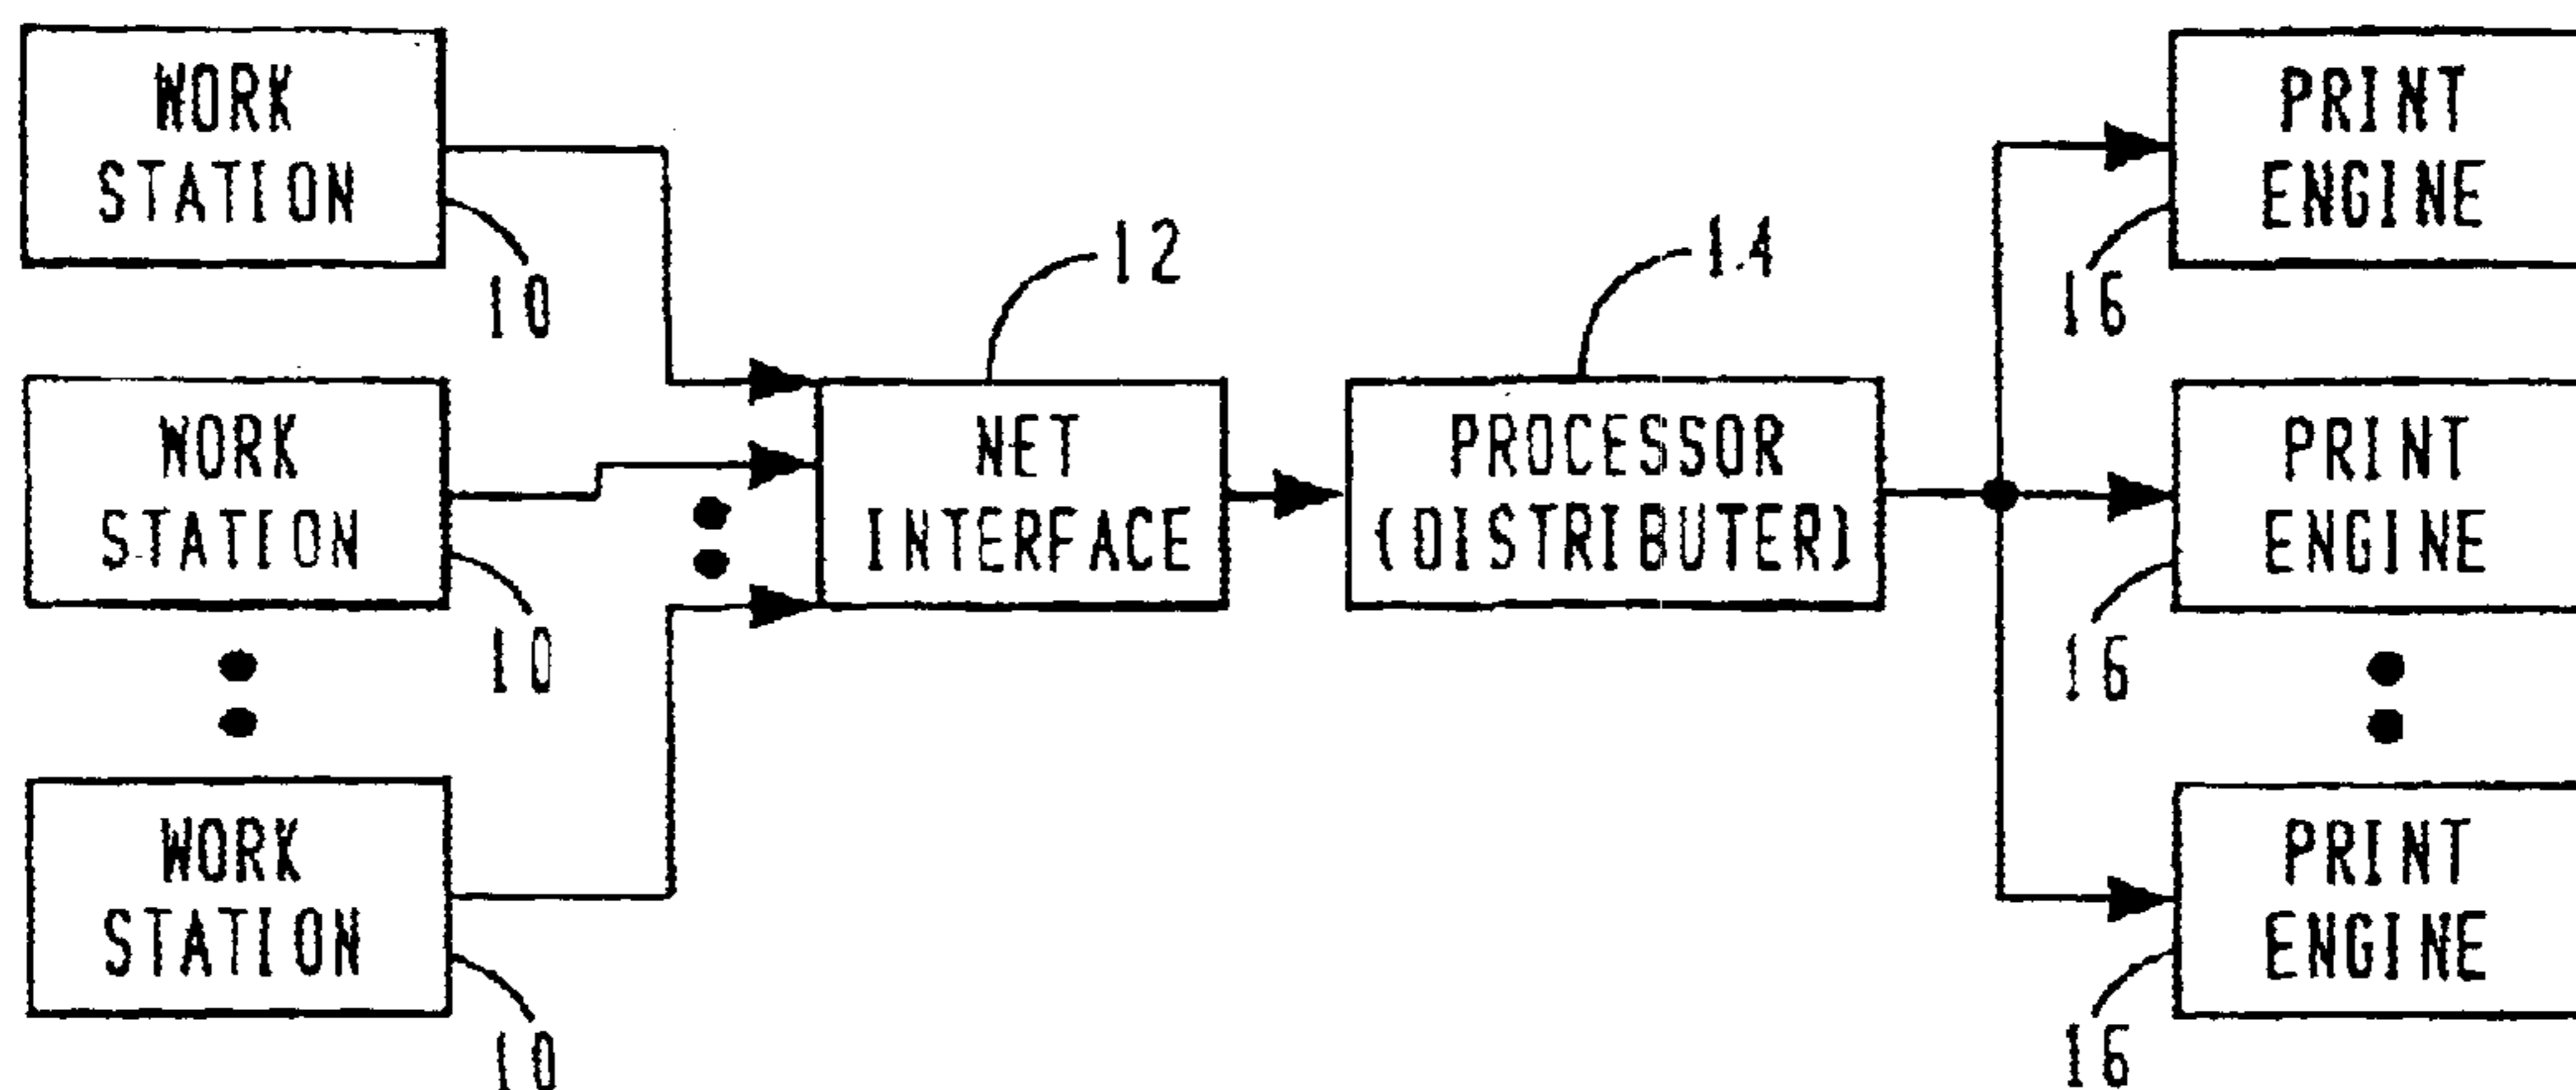 WORK
STATION
10
WORK
STATION
10
WORK
STATION
10
12
NET
INTERFACE
14
PROCESSOR
(DISTRIBUTER)
PRINT
ENGINE
16
PRINT
ENGINE
16
PRINT
ENGINE
16